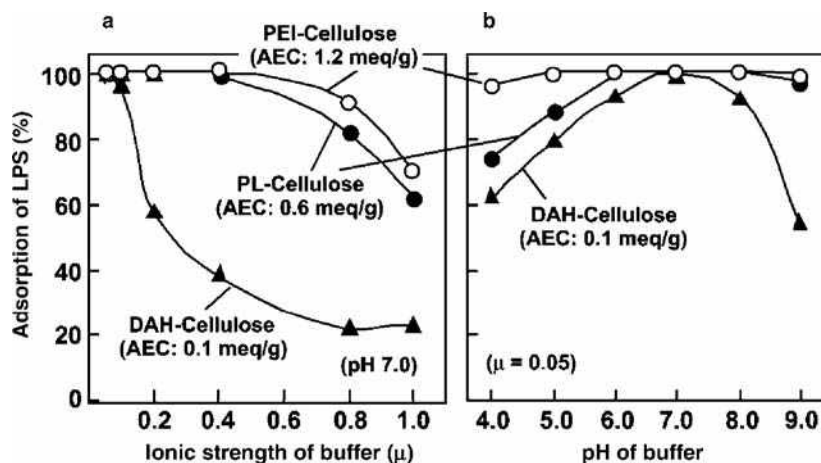 a
b
PEI-Cellulose
(AEC: 1.2 meq/g)
Adsorption of LPS (%)
100
80
60
40
20
0
PL-Cellulose
(AEC: 0.6 meq/g)
DAH-Cellulose
(AEC: 0.1 meq/g)
(pH 7.0)
0.2 0.4 0.6 0.8 1.0
Ionic strength of buffer (μ)
DAH-Cellulose
(AEC: 0.1 meq/g)
(μ = 0.05)
4.0 5.0 6.0 7.0 8.0 9.0
pH of buffer